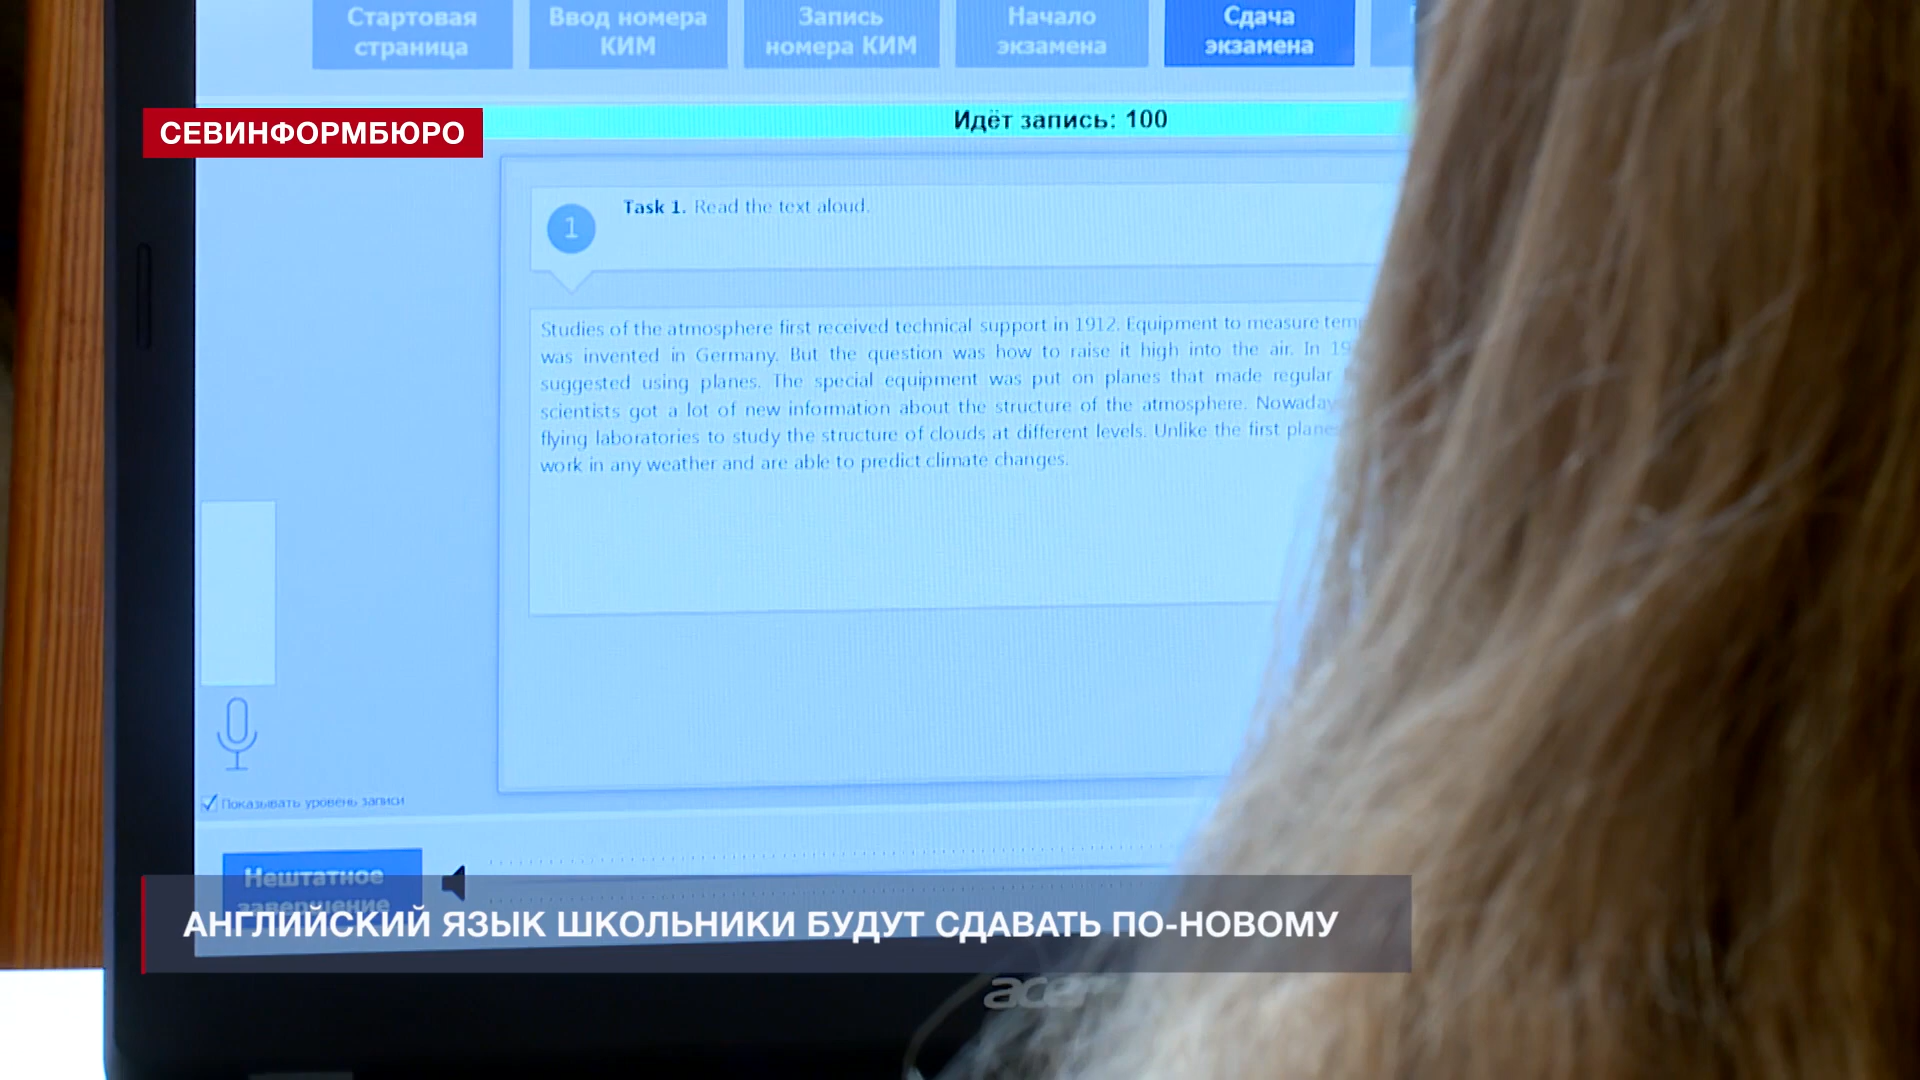 Стартовая страница
Ввод номера КИМ
Запись номера КИМ
Начало экзамена
Сдача экзамена
СЕВИНФОРМБЮРО
Идёт запись: 100
1
Task 1. Read the text aloud.
Studies of the atmosphere first received technical support in 1912. Equipment to measure
was invented in Germany. But the question was how to raise it high into the air. In
suggested using planes. The special equipment was put on planes that made regular
scientists got a lot of new information about the structure of the atmosphere. Nowaday
flying laboratories to study the structure of clouds at different levels. Unlike the first plane
work in any weather and are able to predict climate changes.
Показывать уровень записи
Нештатное
завершение
АНГЛИЙСКИЙ ЯЗЫК ШКОЛЬНИКИ БУДУТ СДАВАТЬ ПО-НОВОМУ
acer